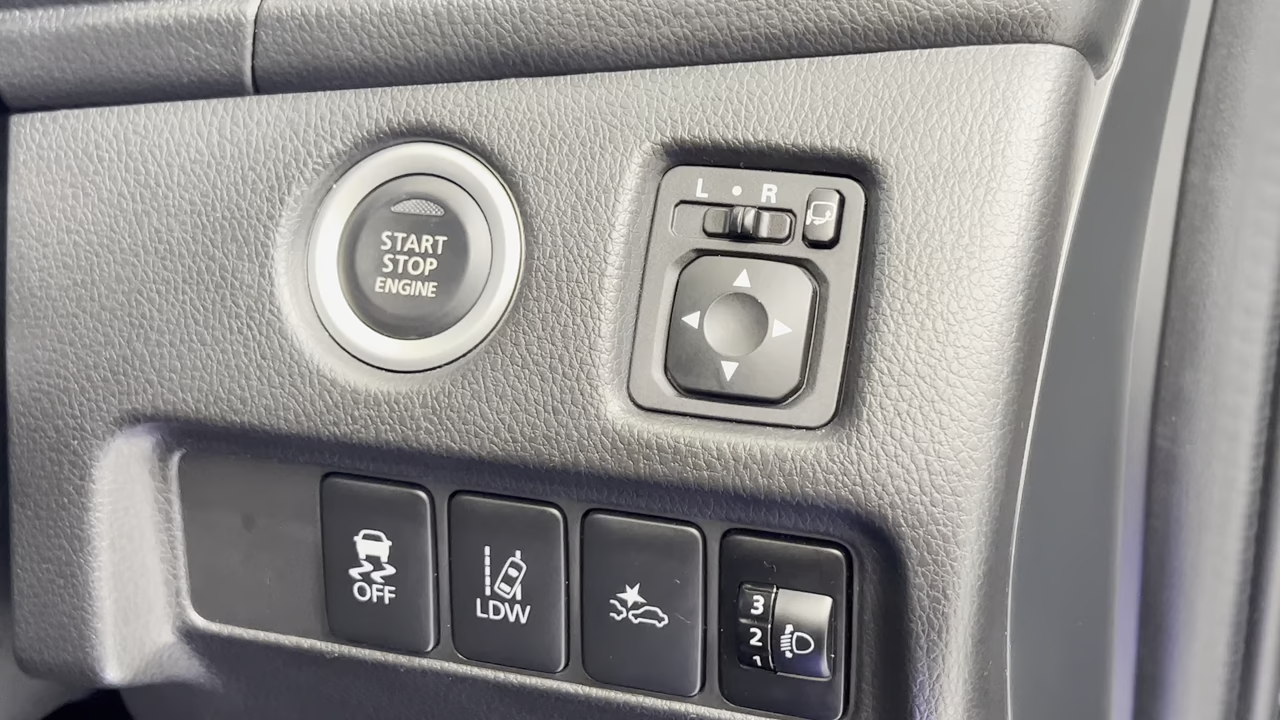 L • R
START
STOP
ENGINE
OFF
LDW
3
2
1